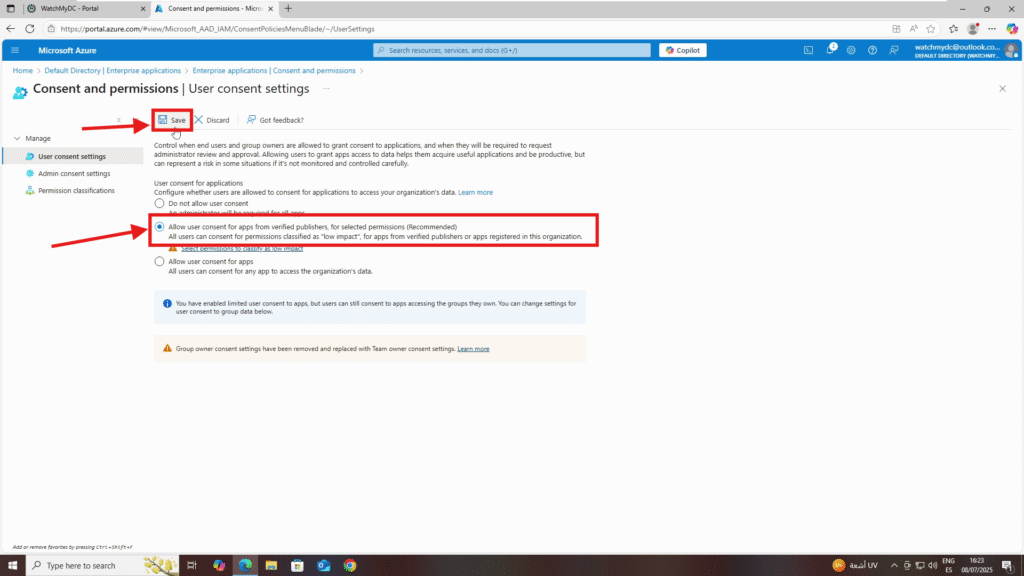 WatchMyDC - Portal
Consent and permissions - Micros
https://portal.azure.com/#view/Microsoft_AAD_IAM/ConsentPoliciesMenuBlade/~/UserSettings
Microsoft Azure
Search resources, services, and docs (G+/)
Copilot
2
watchmydc@outlook.co...
DEFAULT DIRECTORY (WATCHMY...
Home > Default Directory | Enterprise applications > Enterprise applications | Consent and permissions >
Consent and permissions | User consent settings ...
Save
Discard
Got feedback?
Manage
User consent settings
Admin consent settings
Permission classifications
Control when end users and group owners are allowed to grant consent to applications, and when they will be required to request
administrator review and approval. Allowing users to grant apps access to data helps them acquire useful applications and be productive, but
can represent a risk in some situations if it's not monitored and controlled carefully.
User consent for applications
Configure whether users are allowed to consent for applications to access your organization's data. Learn more
Do not allow user consent
An administrator will be required for all apps.
Allow user consent for apps from verified publishers, for selected permissions (Recommended)
All users can consent for permissions classified as "low impact", for apps from verified publishers or apps registered in this organization.
Select permissions to classify as low impact
Allow user consent for apps
All users can consent for any app to access the organization's data.
You have enabled limited user consent to apps, but users can still consent to apps accessing the groups they own. You can change settings for
user consent to group data below.
Group owner consent settings have been removed and replaced with Team owner consent settings. Learn more
Add or remove favorites by pressing Ctrl+Shift+F
Type here to search
أشعة UV
ENG
ES
16:23
08/07/2025